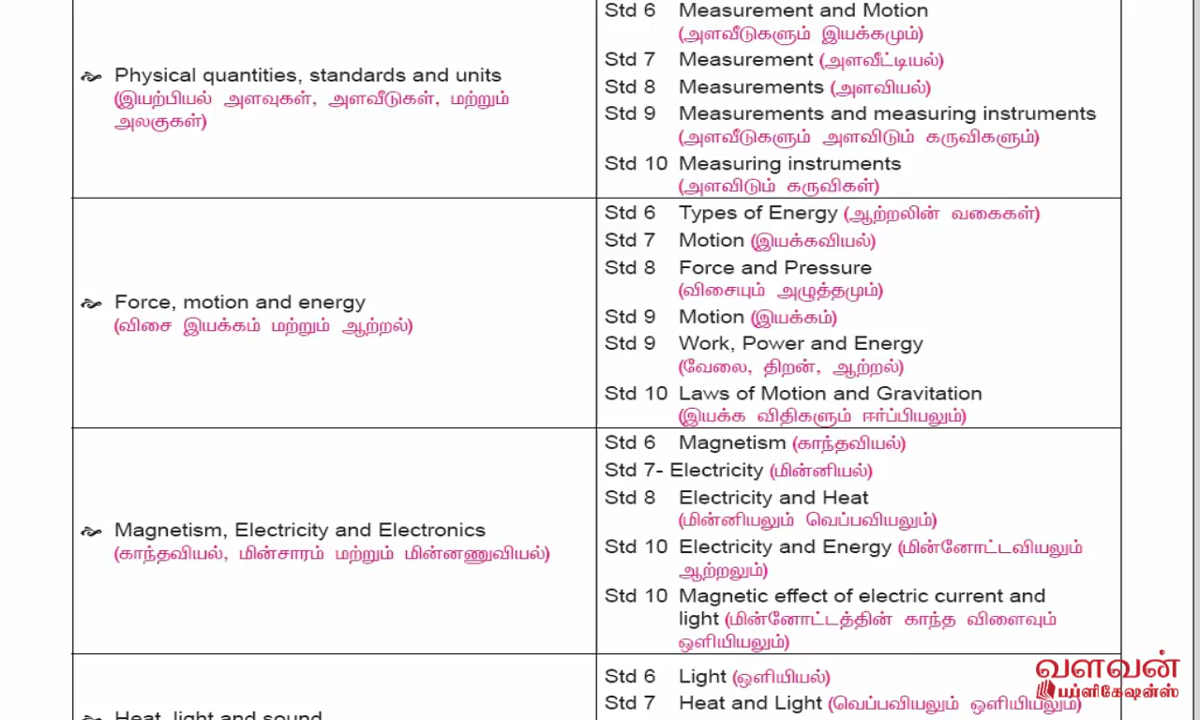 Std 6 Measurement and Motion
(அளவீடுகளும் இயக்கமும்)
Std 7 Measurement (அளவீட்டியல்)
Physical quantities, standards and units
Std 8 Measurements (அளவியல்)
(இயற்பியல் அளவுகள், அளவீடுகள், மற்றும்
Std 9 Measurements and measuring instruments
அலகுகள்)
(அளவீடுகளும் அளவிடும் கருவிகளும்)
Std 10 Measuring instruments
(அளவிடும் கருவிகள்)
Std 6 Types of Energy (ஆற்றலின் வகைகள்)
Std 7 Motion (இயக்கவியல்)
Std 8 Force and Pressure
(விசையும் அழுத்தமும்)
Force, motion and energy
(விசை இயக்கம் மற்றும் ஆற்றல்)
Std 9 Motion (இயக்கம்)
Std 9 Work, Power and Energy
(வேலை, திறன், ஆற்றல்)
Std 10 Laws of Motion and Gravitation
(இயக்க விதிகளும் ஈர்ப்பியலும்)
Std 6 Magnetism (காந்தவியல்)
Std 7- Electricity (மின்னியல்)
Std 8 Electricity and Heat
(மின்னியலும் வெப்பவியலும்)
Magnetism, Electricity and Electronics
(காந்தவியல், மின்சாரம் மற்றும் மின்னணுவியல்)
Std 10 Electricity and Energy (மின்னோட்டவியலும்
ஆற்றலும்)
Std 10 Magnetic effect of electric current and
light (மின்னோட்டத்தின் காந்த விளைவும்
ஒளியியலும்)
Std 6 Light (ஒளியியல்)
Std 7 Heat and Light (வெப்பவியலும் ஒளியியலும்)
Heat, light and sound
வளவன்
பப்ளிகேஷன்ஸ்